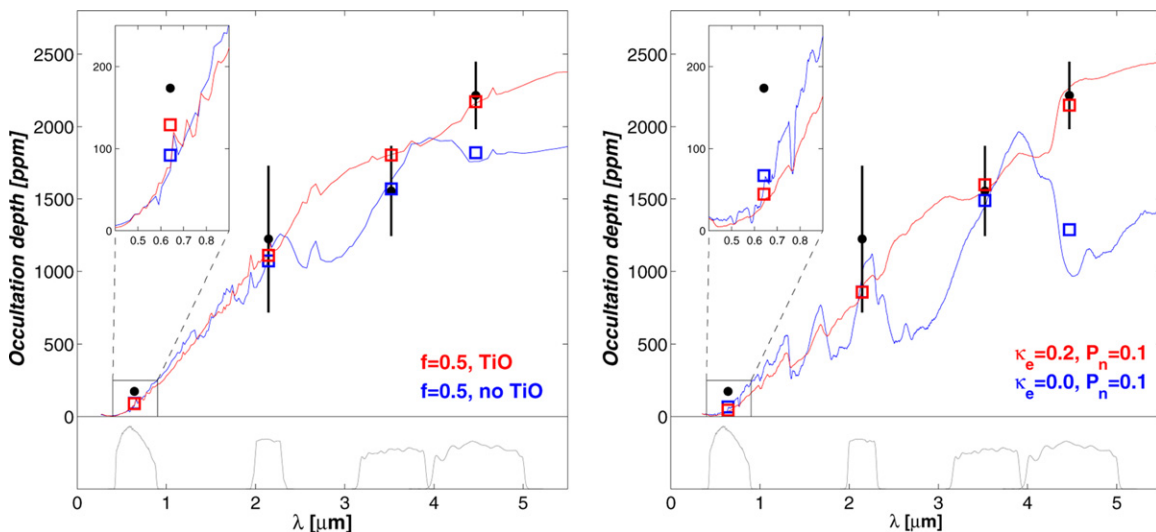 Occultation depth [ppm]
2500
2000
1500
1000
500
0
200
100
0
0.5 0.6 0.7 0.8
f=0.5, TiO
f=0.5, no TiO
0 1 2 3 4 5
λ [μm]
Occultation depth [ppm]
2500
2000
1500
1000
500
0
200
100
0
0.5 0.6 0.7 0.8
κe=0.2, Pn=0.1
κe=0.0, Pn=0.1
0 1 2 3 4 5
λ [μm]